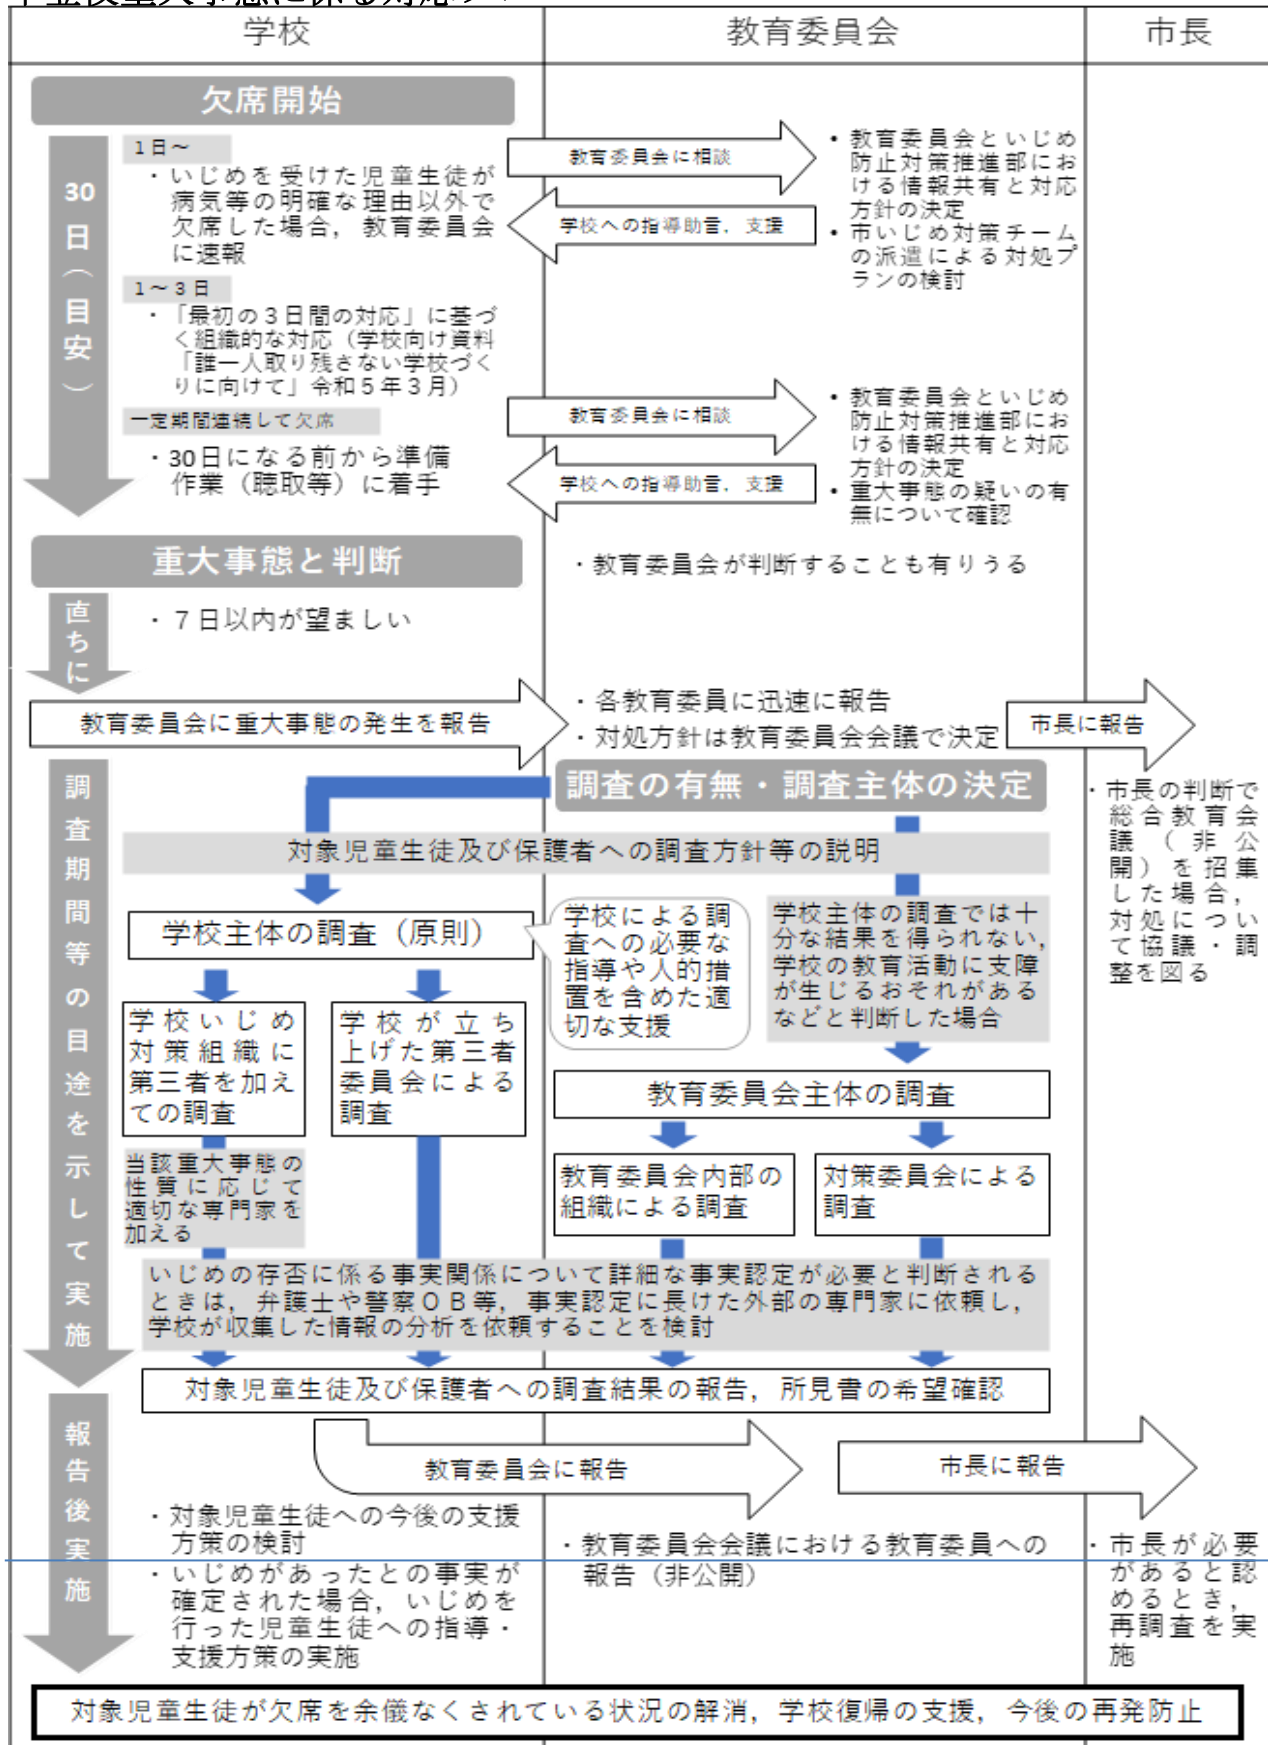 学校
教育委員会
市長
欠席開始
30日(目安)
1日～
・いじめを受けた児童生徒が
病気等の明確な理由以外で
欠席した場合，教育委員会
に速報
教育委員会に相談
学校への指導助言，支援
・教育委員会といじめ
防止対策推進部にお
ける情報共有と対応
方針の決定
・市いじめ対策チーム
の派遣による対処プ
ランの検討
1～3日
・「最初の３日間の対応」に基づ
く組織的な対応（学校向け資料
「誰一人取り残さない学校づく
りに向けて」令和５年３月）
一定期間連続して欠席
・30日になる前から準備
作業（聴取等）に着手
教育委員会に相談
学校への指導助言，支援
・教育委員会といじめ
防止対策推進部にお
ける情報共有と対応
方針の決定
・重大事態の疑いの有
無について確認
重大事態と判断
・教育委員会が判断することも有りうる
直ちに
・７日以内が望ましい
教育委員会に重大事態の発生を報告
・各教育委員に迅速に報告
・対処方針は教育委員会会議で決定
市長に報告
調査期間等の目途を示して実施
調査の有無・調査主体の決定
・市長の判断で
総合教育会
議（非公
開）を招集
した場合，
対処につい
て協議・調
整を図る
対象児童生徒及び保護者への調査方針等の説明
学校主体の調査（原則）
学校による調
査への必要な
指導や人的措
置を含めた適
切な支援
学校主体の調査では十
分な結果を得られない，
学校の教育活動に支障
が生じるおそれがある
などと判断した場合
学校いじめ
対策組織に
第三者を加え
ての調査
学校が立ち
上げた第三者
委員会による
調査
教育委員会主体の調査
当該重大事態の
性質に応じて
適切な専門家を
加える
教育委員会内部の
組織による調査
対策委員会による
調査
いじめの存否に係る事実関係について詳細な事実認定が必要と判断される
ときは，弁護士や警察ＯＢ等，事実認定に長けた外部の専門家に依頼し，
学校が収集した情報の分析を依頼することを検討
対象児童生徒及び保護者への調査結果の報告，所見書の希望確認
報告後実施
教育委員会に報告
市長に報告
・対象児童生徒への今後の支援
方策の検討
・いじめがあったとの事実が
確定された場合，いじめを
行った児童生徒への指導・
支援方策の実施
・教育委員会会議における教育委員への
報告（非公開）
・市長が必要
があると認
めるとき，
再調査を実
施
対象児童生徒が欠席を余儀なくされている状況の解消，学校復帰の支援，今後の再発防止